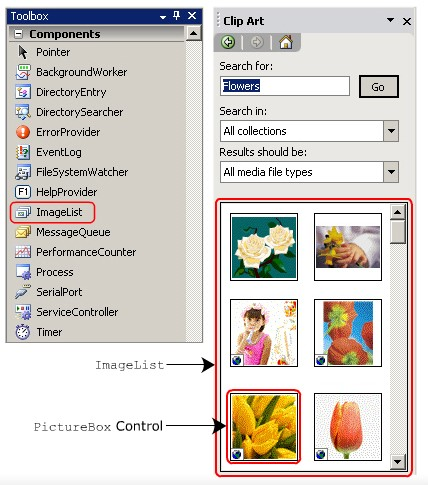 Toolbox
Components
Pointer
BackgroundWorker
DirectoryEntry
DirectorySearcher
ErrorProvider
EventLog
FileSystemWatcher
HelpProvider
ImageList
MessageQueue
PerformanceCounter
Process
SerialPort
ServiceController
Timer
Clip Art
Search for:
Flowers
Go
Search in:
All collections
Results should be:
All media file types
ImageList
PictureBox Control